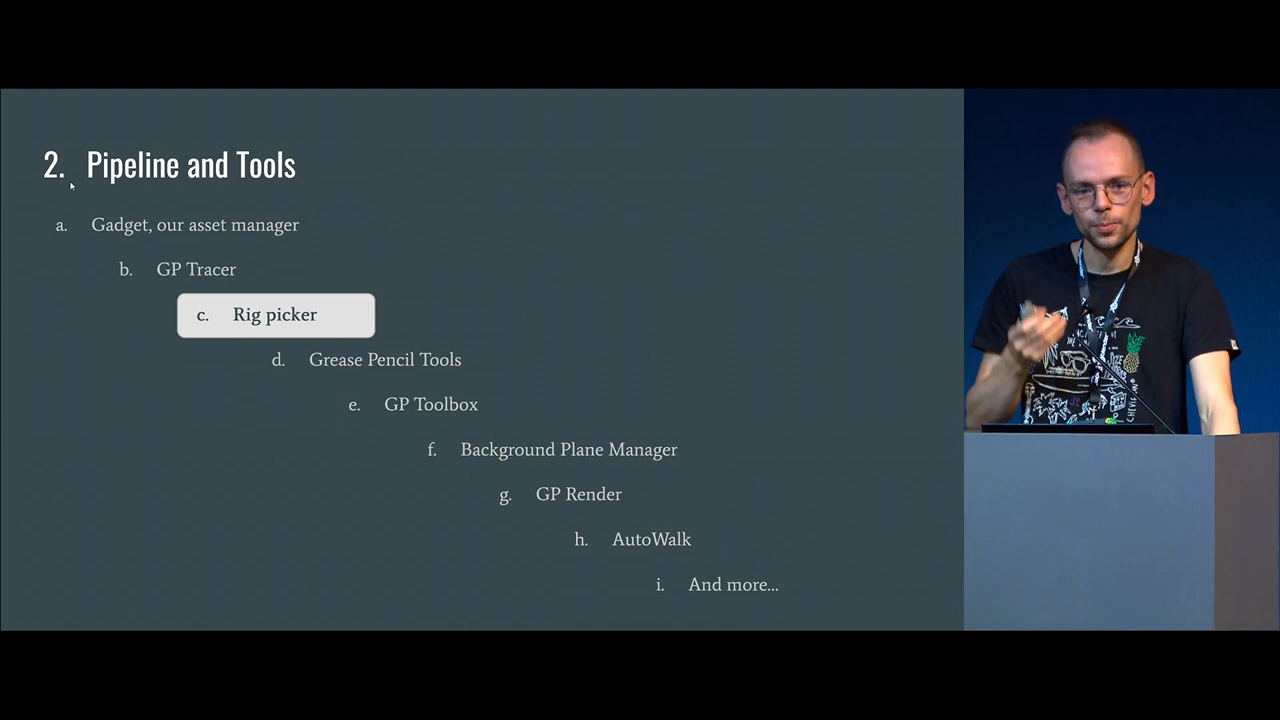 2. Pipeline and Tools
a. Gadget, our asset manager
b. GP Tracer
c. Rig picker
d. Grease Pencil Tools
e. GP Toolbox
f. Background Plane Manager
g. GP Render
h. AutoWalk
i. And more...